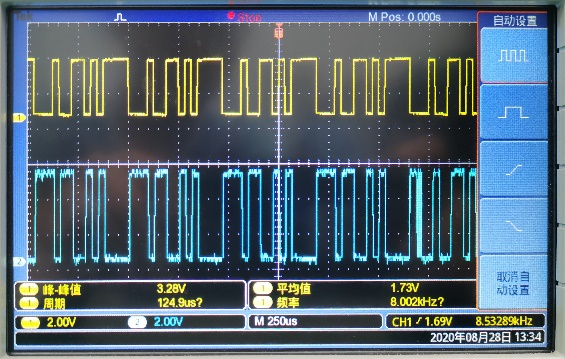 Tek Stop M Pos: 0.000s 自动设置
T
1
2
取消自
动设置
1 峰-峰值 3.28V 1 平均值 1.73V
1 周期 124.9us? 1 频率 8.002kHz?
1 2.00V 2 2.00V M 250us CH1 1.69V 8.53289kHz
2020年08月28日 13:34